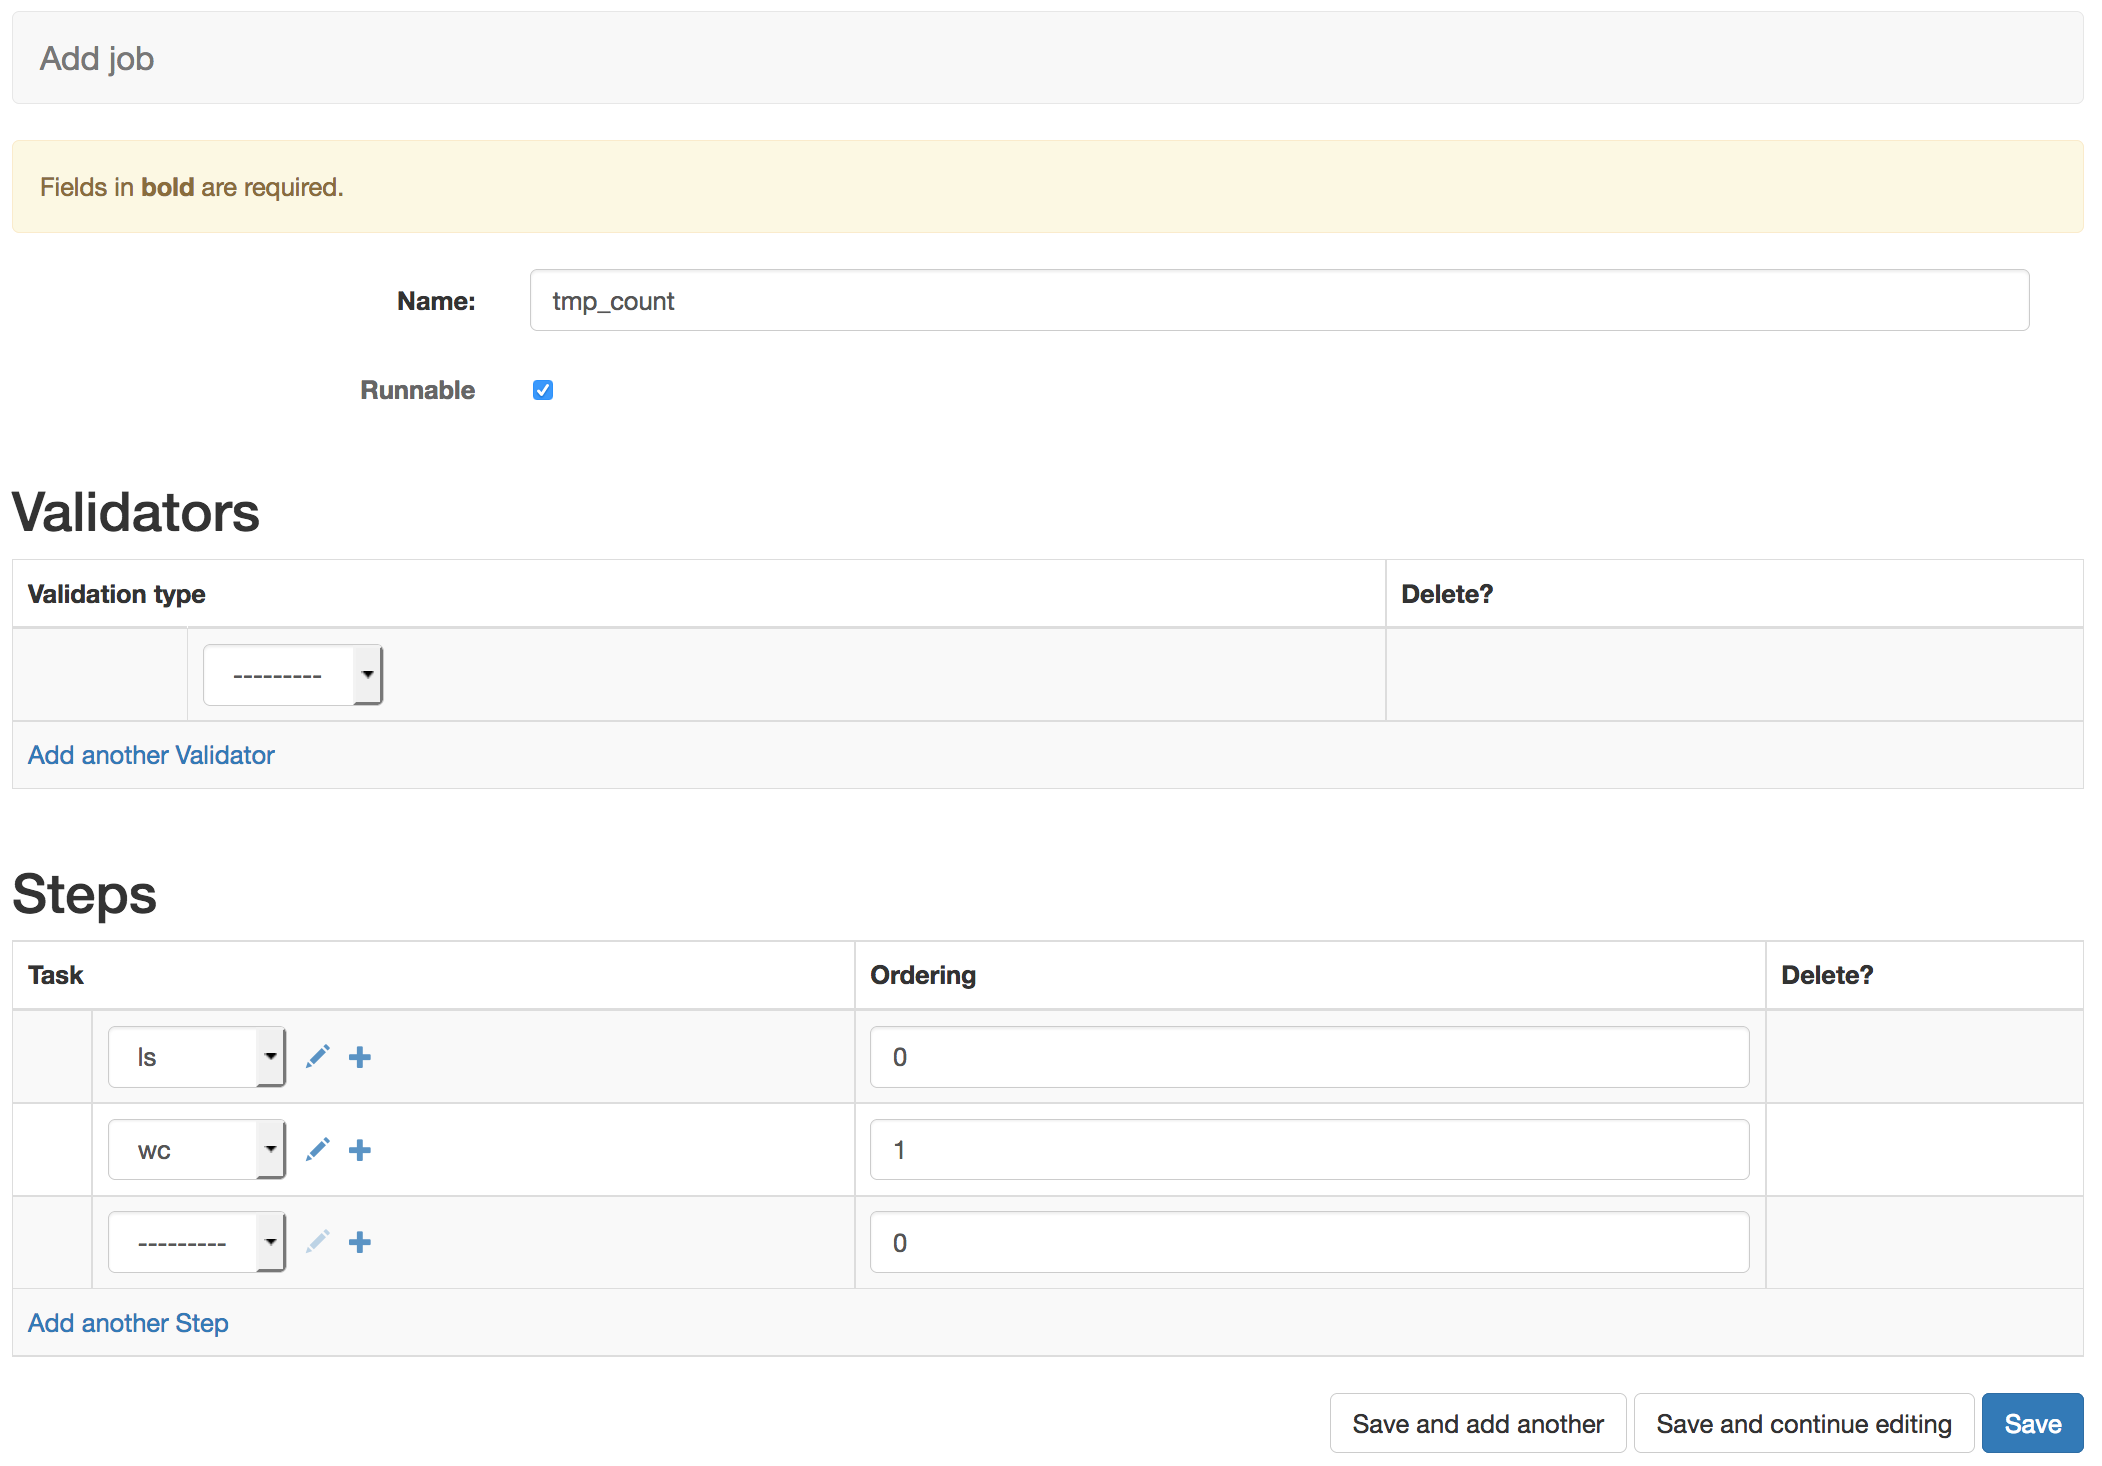 Add job
Fields in bold are required.
Name: tmp_count
Runnable
Validators
Validation type Delete?
---------
Add another Validator
Steps
Task Ordering Delete?
ls 0
wc 1
--------- 0
Add another Step
Save and add another Save and continue editing Save